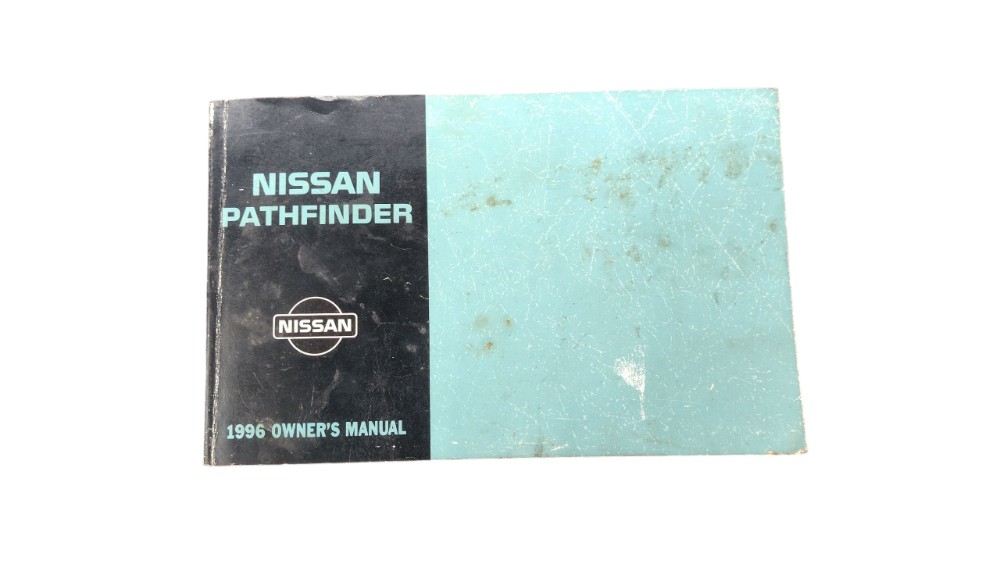 NISSAN
PATHFINDER
NISSAN
1996 OWNER'S MANUAL